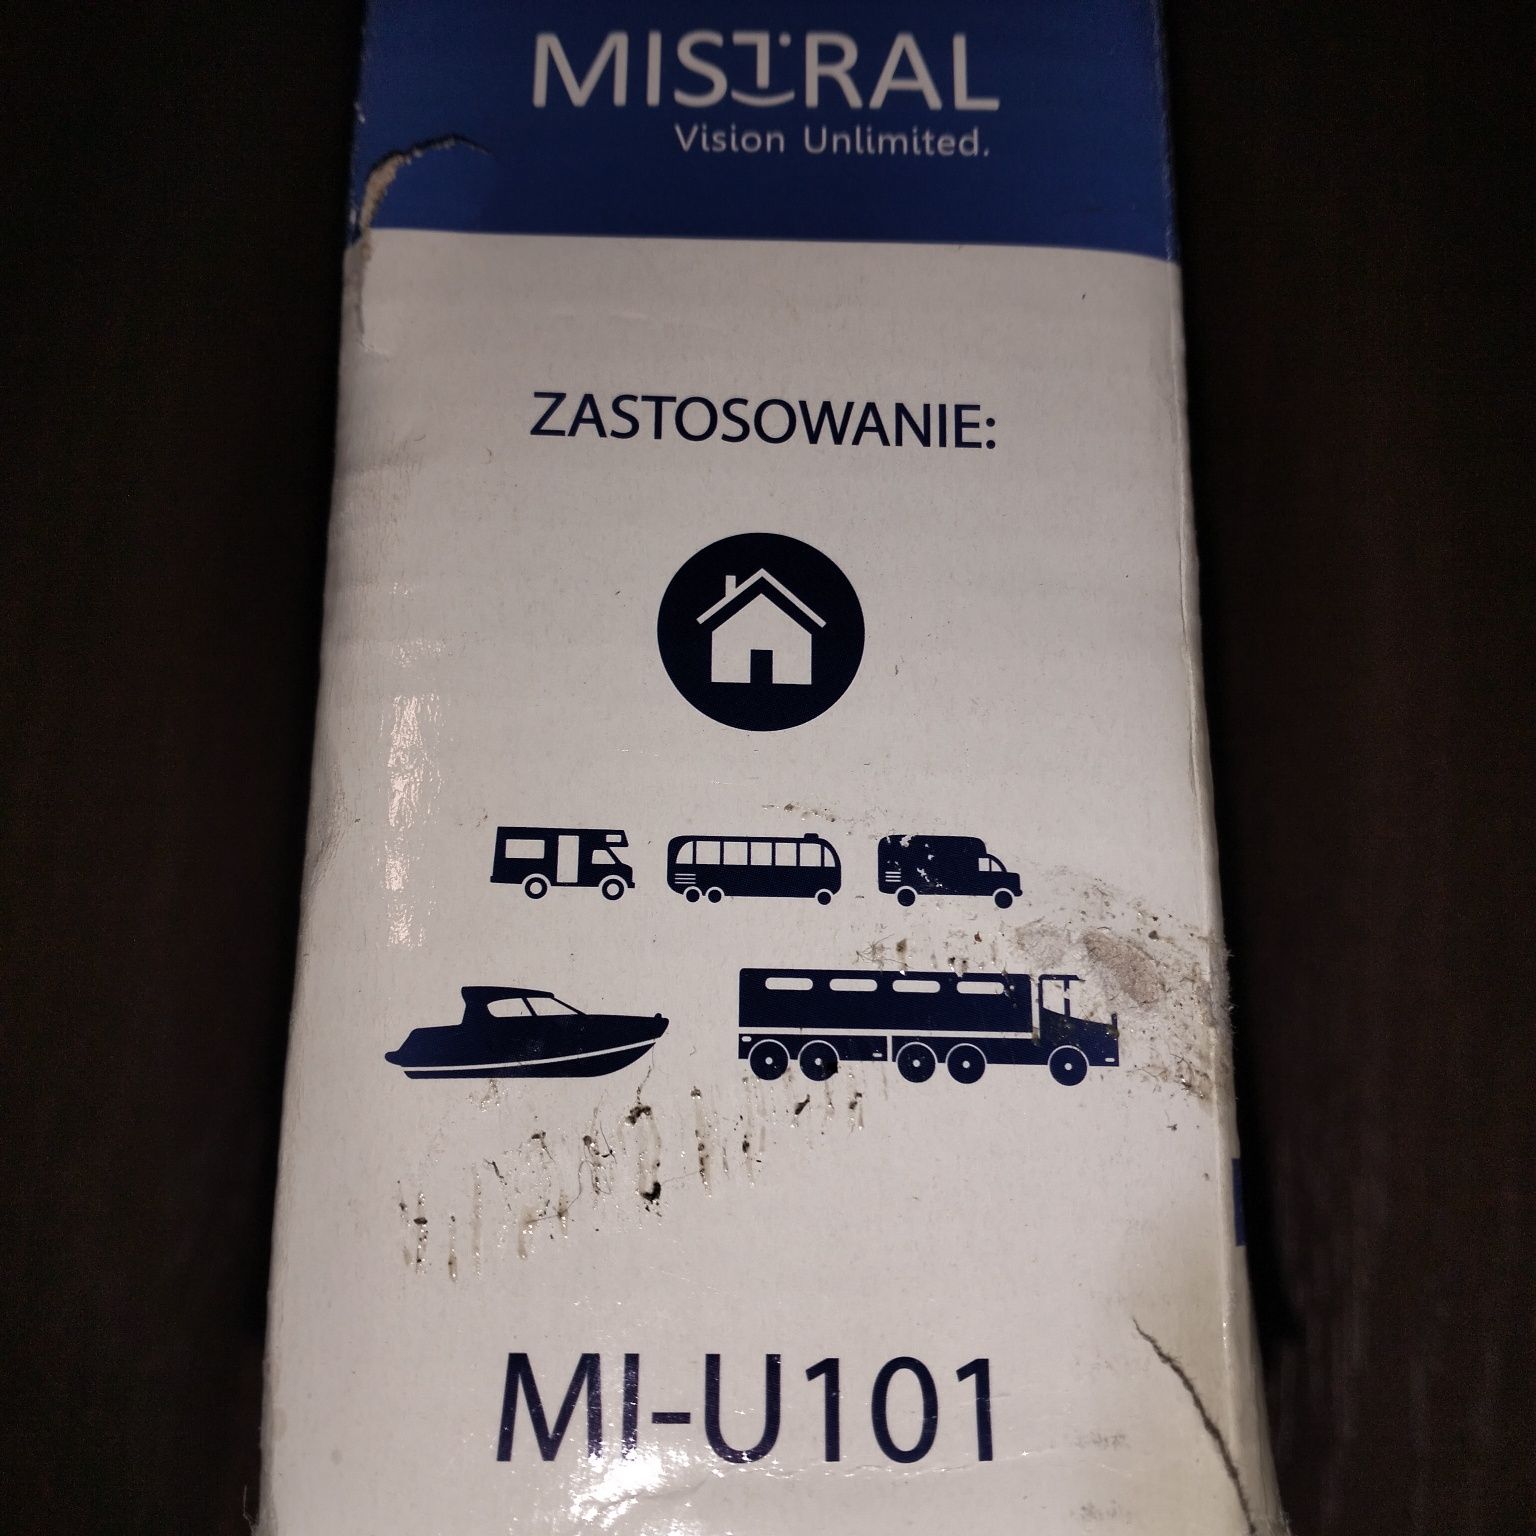 MISTRAL
Vision Unlimited.
ZASTOSOWANIE:
MI-U101